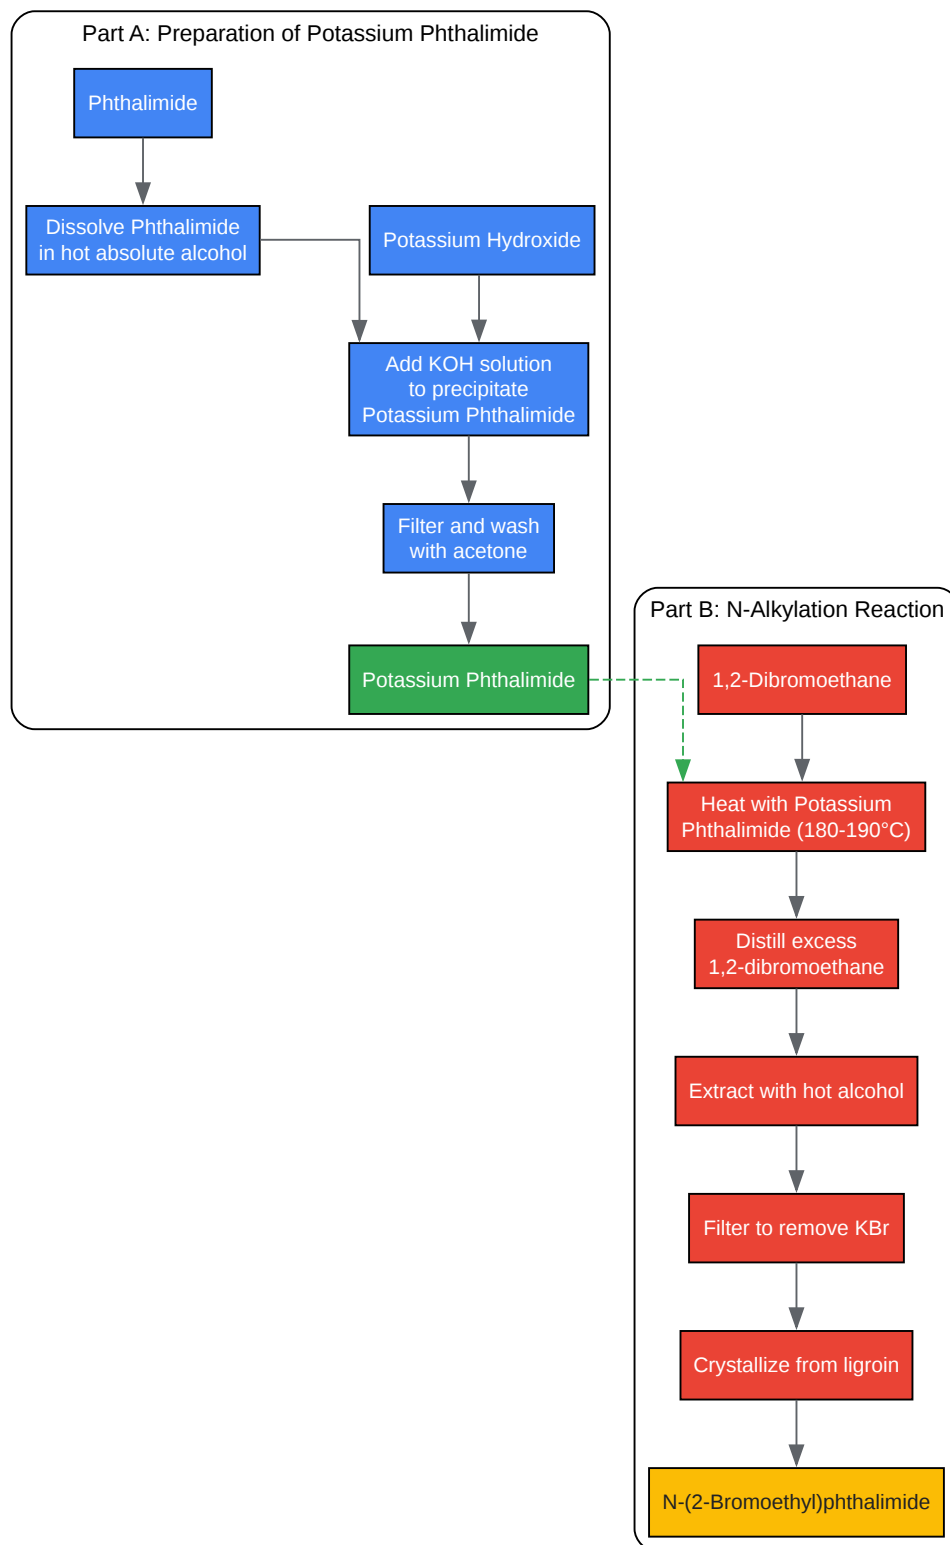 Part A: Preparation of Potassium Phthalimide
Phthalimide
Dissolve Phthalimide
in hot absolute alcohol
Potassium Hydroxide
Add KOH solution
to precipitate
Potassium Phthalimide
Filter and wash
with acetone
Potassium Phthalimide
Part B: N-Alkylation Reaction
1,2-Dibromoethane
Heat with Potassium
Phthalimide (180-190°C)
Distill excess
1,2-dibromoethane
Extract with hot alcohol
Filter to remove KBr
Crystallize from ligroin
N-(2-Bromoethyl)phthalimide